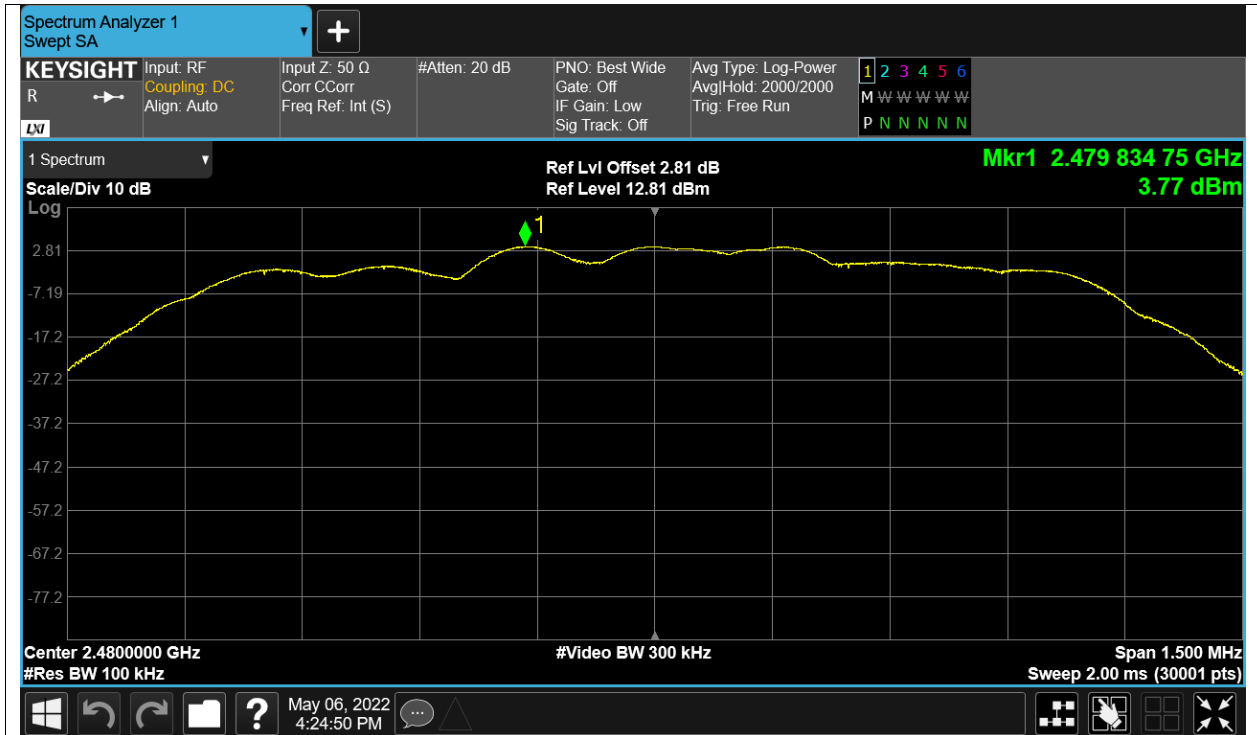 Spectrum Analyzer 1
Swept SA
▼
+
KEYSIGHT
R
LXI
Input: RF
Coupling: DC
Align: Auto
Input Z: 50 Ω
Corr CCorr
Freq Ref: Int (S)
#Atten: 20 dB
PNO: Best Wide
Gate: Off
IF Gain: Low
Sig Track: Off
Avg Type: Log-Power
Avg|Hold: 2000/2000
Trig: Free Run
1 2 3 4 5 6
M W W W W W
P N N N N N
1 Spectrum ▼
Scale/Div 10 dB
Log
Ref Lvl Offset 2.81 dB
Ref Level 12.81 dBm
Mkr1 2.479 834 75 GHz
3.77 dBm
1
2.81
-7.19
-17.2
-27.2
-37.2
-47.2
-57.2
-67.2
-77.2
Center 2.4800000 GHz
#Res BW 100 kHz
#Video BW 300 kHz
Span 1.500 MHz
Sweep 2.00 ms (30001 pts)
?
May 06, 2022
4:24:50 PM